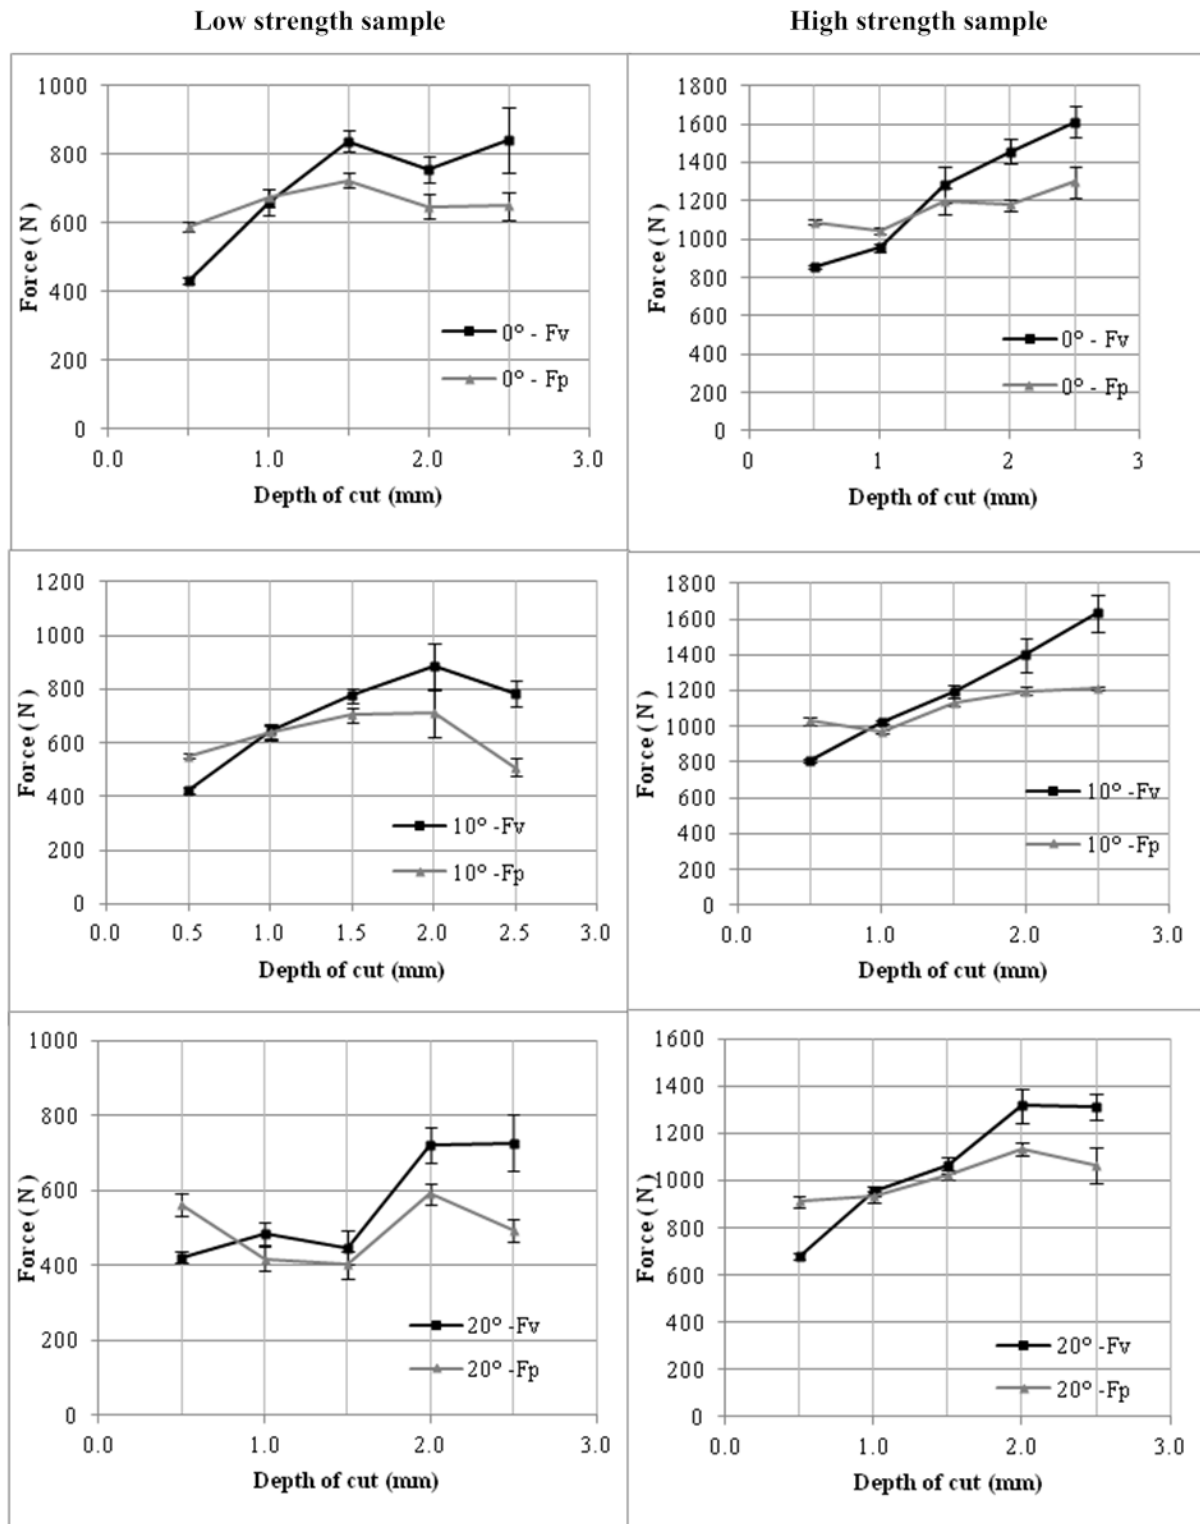 Low strength sample
High strength sample
1000
800
600
400
200
0
0.0 1.0 2.0 3.0
Force ( N )
Depth of cut (mm)
0° - Fv
0° - Fp
1800
1600
1400
1200
1000
800
600
400
200
0
0 1 2 3
Force ( N )
Depth of cut (mm)
0° - Fv
0° - Fp
1200
1000
800
600
400
200
0
0.0 0.5 1.0 1.5 2.0 2.5 3.0
Force ( N )
Depth of cut (mm)
10° -Fv
10° -Fp
1800
1600
1400
1200
1000
800
600
400
200
0
0.0 1.0 2.0 3.0
Force ( N )
Depth of cut (mm)
10° -Fv
10° -Fp
1000
800
600
400
200
0
0.0 1.0 2.0 3.0
Force ( N )
Depth of cut (mm)
20° -Fv
20° -Fp
1600
1400
1200
1000
800
600
400
200
0
0.0 1.0 2.0 3.0
Force ( N )
Depth of cut (mm)
20° -Fv
20° -Fp